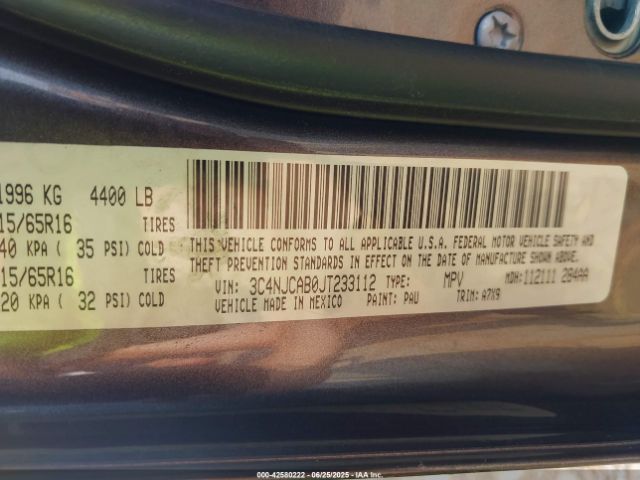 1996 KG 4400 LB
15/65R16 TIRES
40 KPA ( 35 PSI) COLD
15/65R16 TIRES
20 KPA ( 32 PSI) COLD
THIS VEHICLE CONFORMS TO ALL APPLICABLE U.S.A. FEDERAL MOTOR VEHICLE SAFETY AND
THEFT PREVENTION STANDARDS IN EFFECT ON THE DATE OF MANUFACTURE SHOWN ABOVE.
VIN: 3C4NJCAB0JT233112 TYPE: MPV MDH: 112111 284AA
VEHICLE MADE IN MEXICO PAINT: PAU TRIM: A7X9
000-42580222 - 06/25/2025 - IAA Inc.